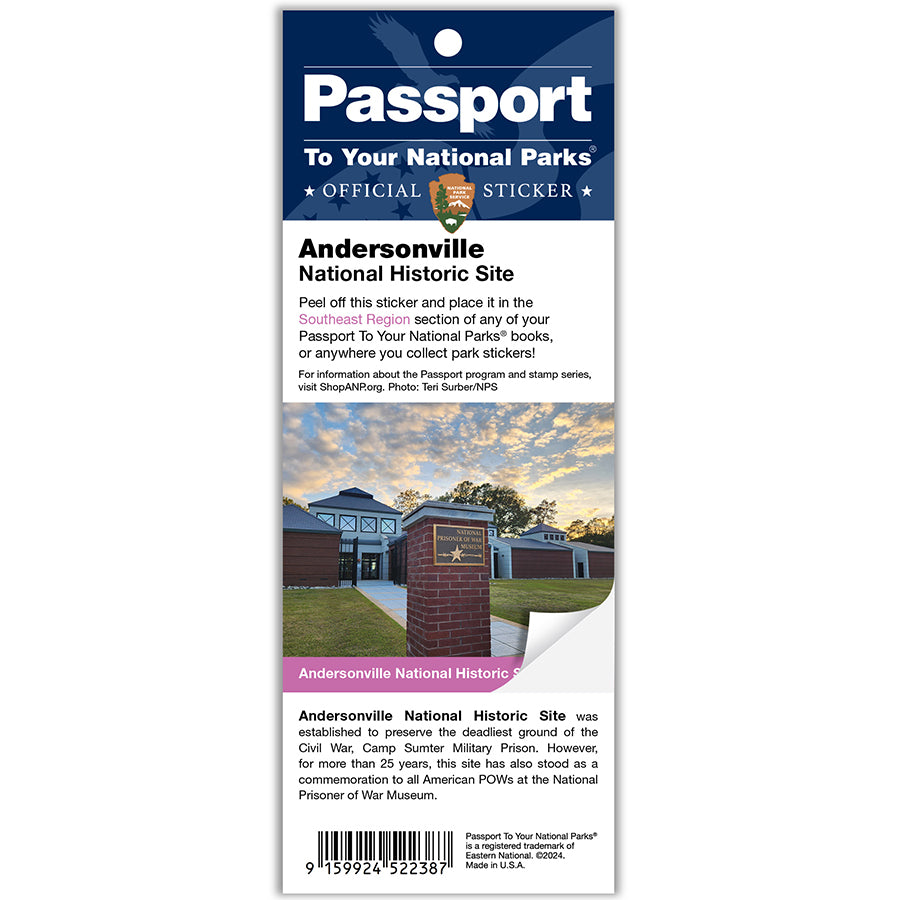 Passport
To Your National Parks®
★ OFFICIAL STICKER ★
NATIONAL
PARK
SERVICE
Andersonville
National Historic Site
Peel off this sticker and place it in the
Southeast Region section of any of your
Passport To Your National Parks® books,
or anywhere you collect park stickers!
For information about the Passport program and stamp series,
visit ShopANP.org. Photo: Teri Surber/NPS
NATIONAL
PRISONER OF WAR
MUSEUM
Andersonville National Historic S
Andersonville National Historic Site was
established to preserve the deadliest ground of the
Civil War, Camp Sumter Military Prison. However,
for more than 25 years, this site has also stood as a
commemoration to all American POWs at the National
Prisoner of War Museum.
9 159924 522387
Passport To Your National Parks®
is a registered trademark of
Eastern National. ©2024.
Made in U.S.A.